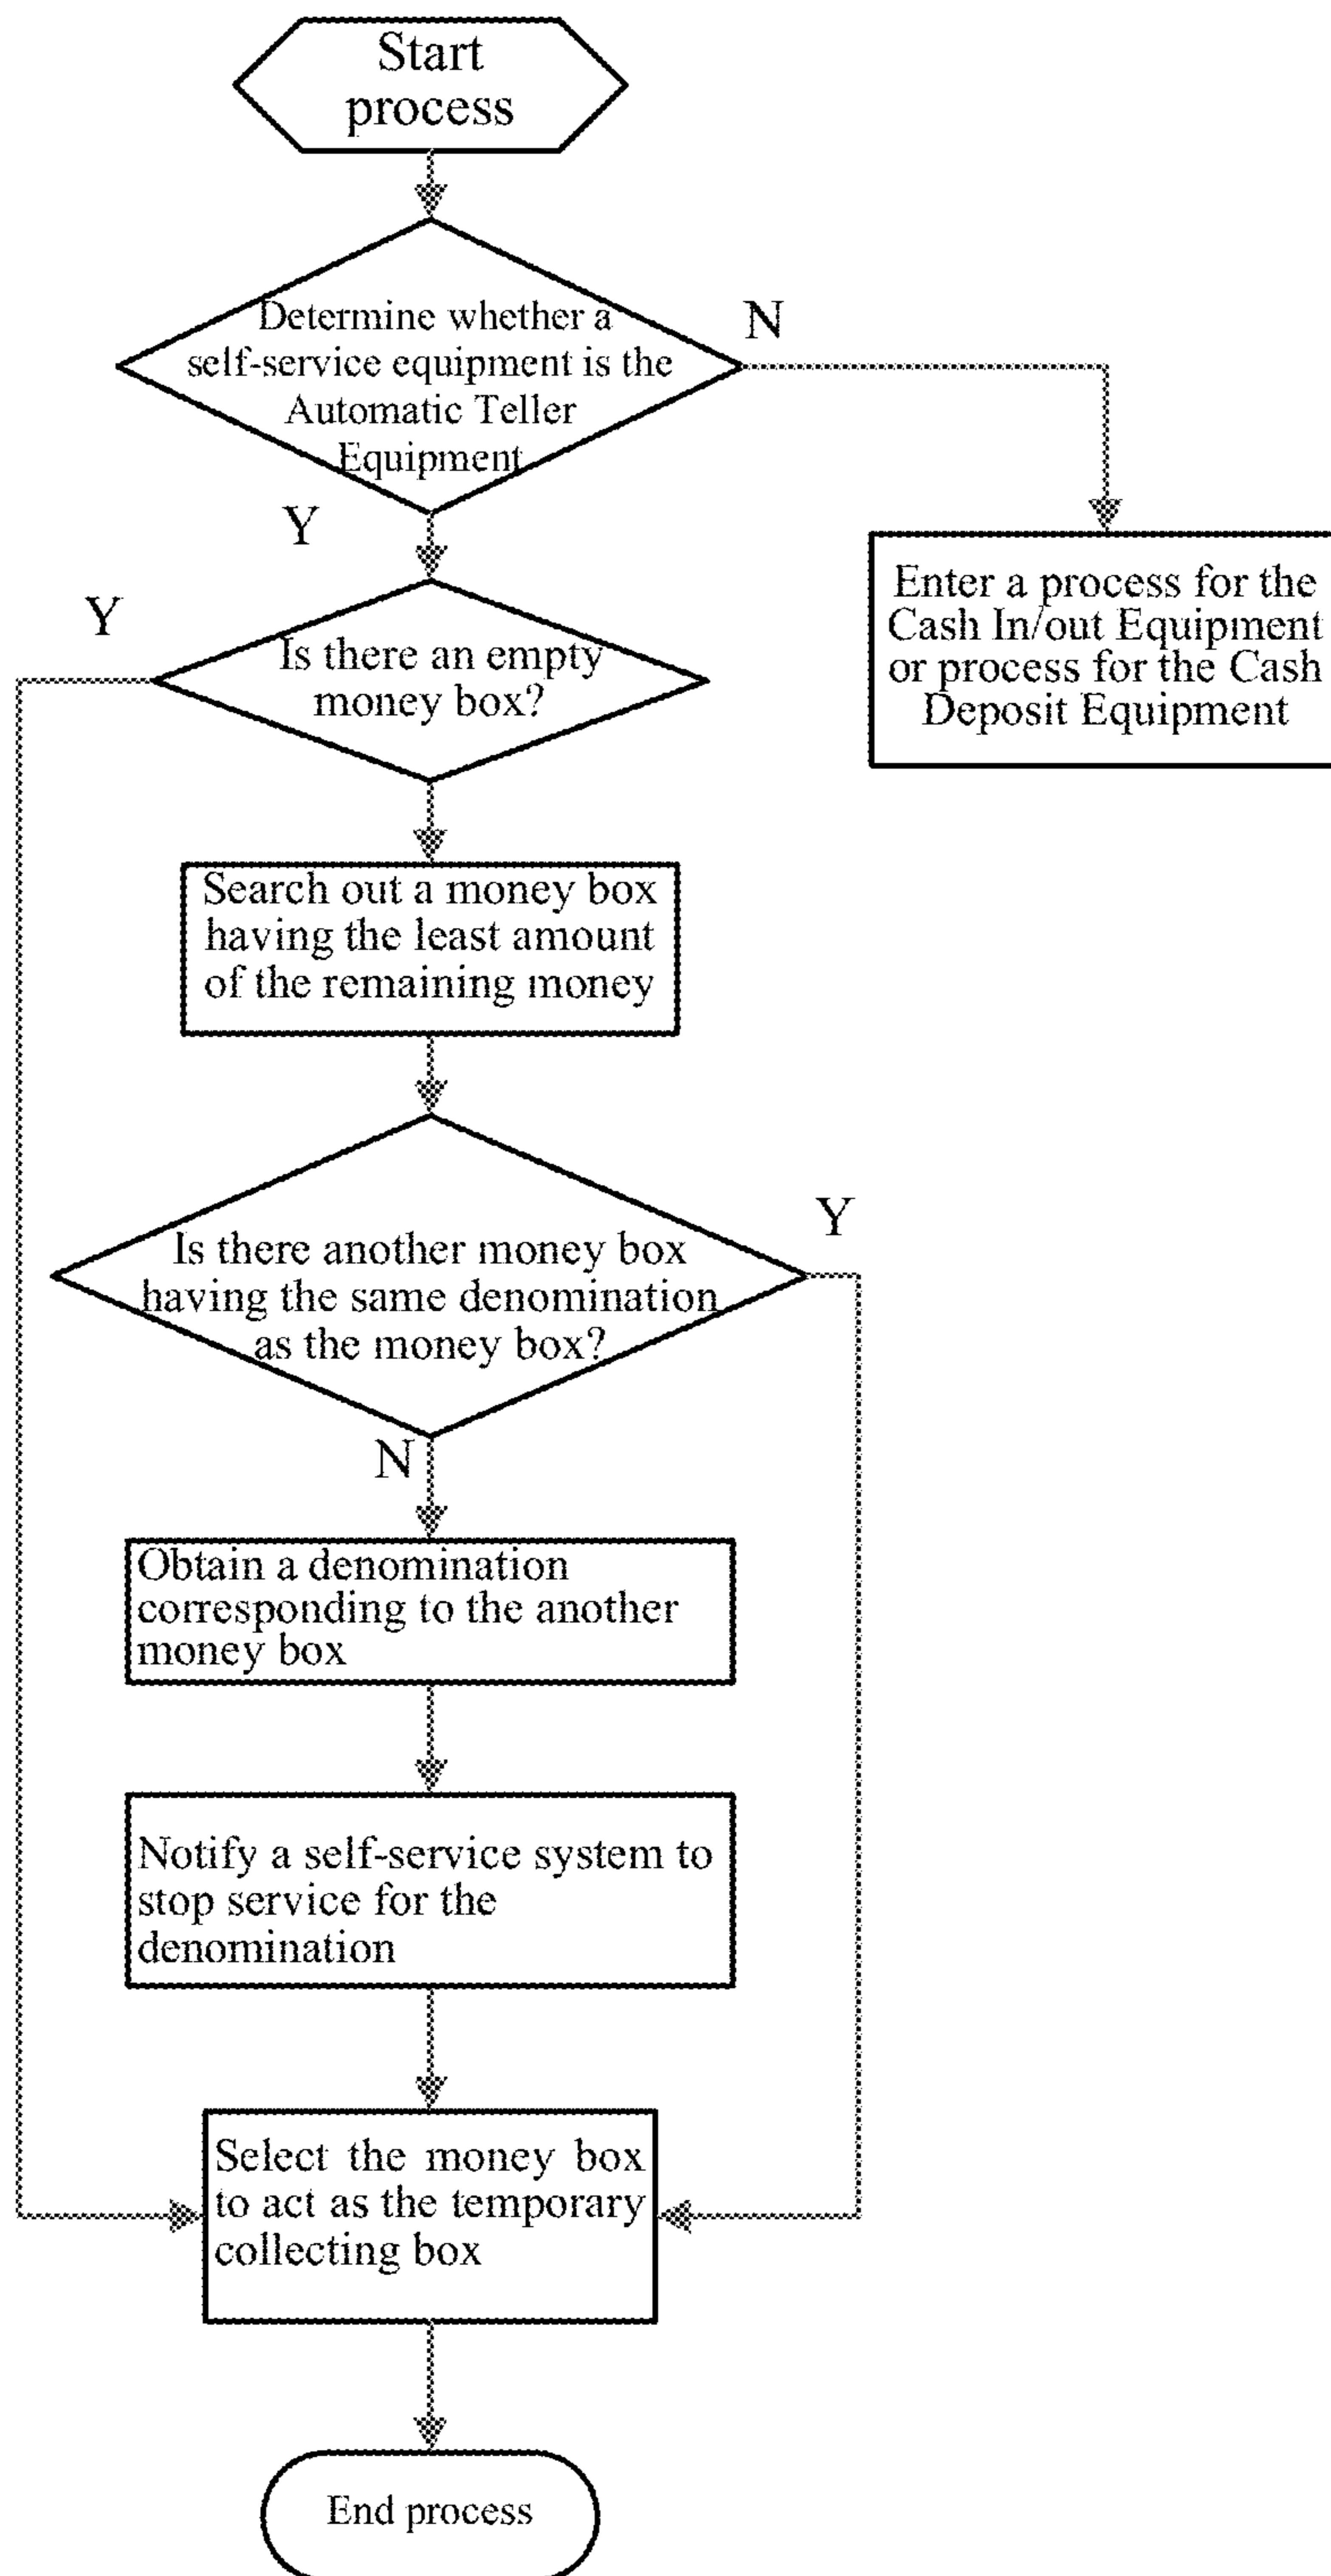 Start
process
Determine whether a
self-service equipment is the
Automatic Teller
Equipment
N
Y
Enter a process for the
Cash In/out Equipment
or process for the Cash
Deposit Equipment
Y
Is there an empty
money box?
Search out a money box
having the least amount
of the remaining money
Is there another money box
having the same denomination
as the money box?
Y
N
Obtain a denomination
corresponding to the another
money box
Notify a self-service system to
stop service for the
denomination
Select the money box
to act as the temporary
collecting box
End process